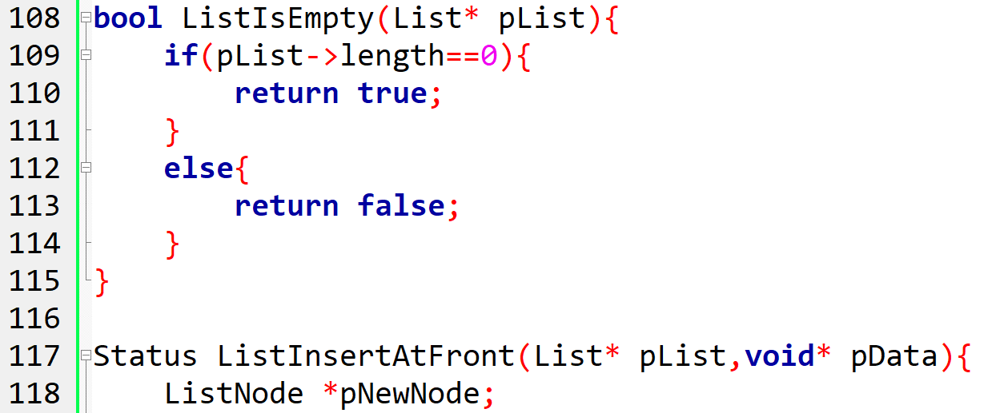 108 bool ListIsEmpty(List* pList){
109     if(pList->length==0){
110         return true;
111     }
112     else{
113         return false;
114     }
115 }
116
117 Status ListInsertAtFront(List* pList,void* pData){
118     ListNode *pNewNode;